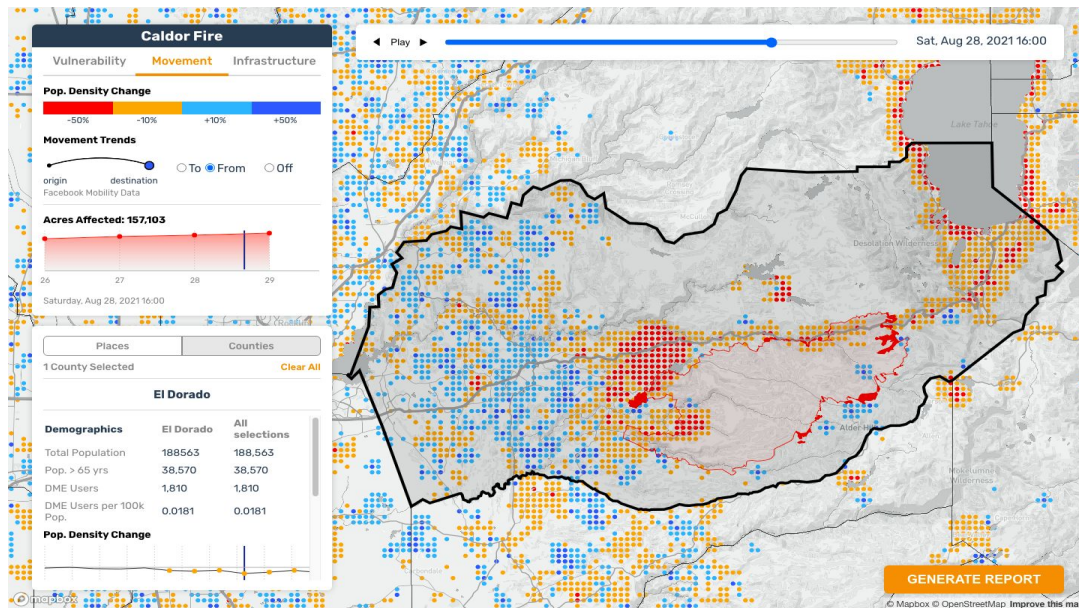 Caldor Fire
Vulnerability Movement Infrastructure
Pop. Density Change
-50% -10% +10% +50%
Movement Trends
To From Off
origin destination
Facebook Mobility Data
Acres Affected: 157,103
26 27 28 29
Saturday, Aug 28, 2021 16:00
Places Counties
1 County Selected Clear All
El Dorado
Demographics El Dorado All selections
Total Population 188563 188,563
Pop. > 65 yrs 38,570 38,570
DME Users 1,810 1,810
DME Users per 100k Pop. 0.0181 0.0181
Pop. Density Change
mapbox
Play
Sat, Aug 28, 2021 16:00
Lake Tahoe
Desolation Wilderness
Mokelumne
Wilderness
GENERATE REPORT
© Mapbox © OpenStreetMap Improve this ma